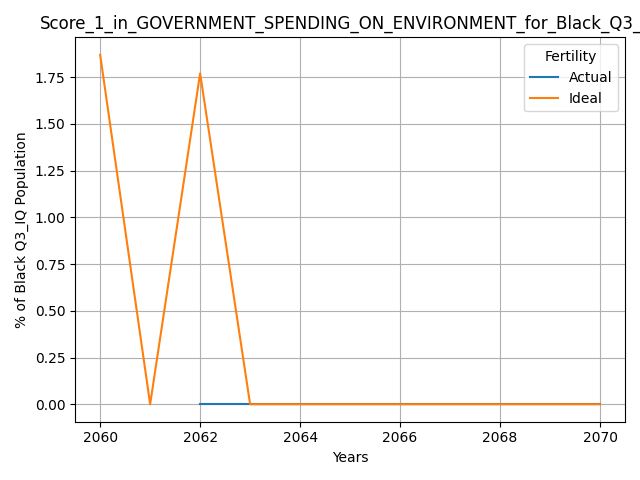 Score_1_in_GOVERNMENT_SPENDING_ON_ENVIRONMENT_for_Black_Q3_
Fertility
Actual
Ideal
% of Black Q3_IQ Population
1.75
1.50
1.25
1.00
0.75
0.50
0.25
0.00
2060 2062 2064 2066 2068 2070
Years